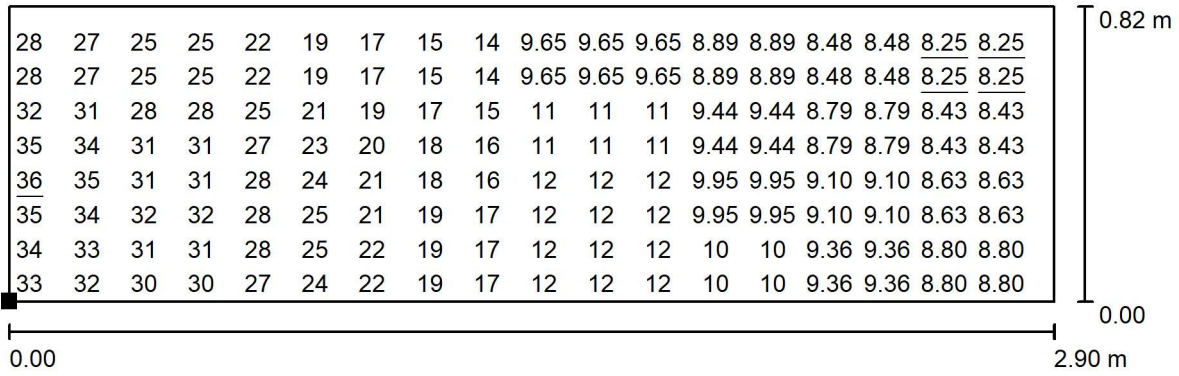 0.82 m
28 27 25 25 22 19 17 15 14 9.65 9.65 9.65 8.89 8.89 8.48 8.48 8.25 8.25
28 27 25 25 22 19 17 15 14 9.65 9.65 9.65 8.89 8.89 8.48 8.48 8.25 8.25
32 31 28 28 25 21 19 17 15 11 11 11 9.44 9.44 8.79 8.79 8.43 8.43
35 34 31 31 27 23 20 18 16 11 11 11 9.44 9.44 8.79 8.79 8.43 8.43
36 35 31 31 28 24 21 18 16 12 12 12 9.95 9.95 9.10 9.10 8.63 8.63
35 34 32 32 28 25 21 19 17 12 12 12 9.95 9.95 9.10 9.10 8.63 8.63
34 33 31 31 28 25 22 19 17 12 12 12 10 10 9.36 9.36 8.80 8.80
33 32 30 30 27 24 22 19 17 12 12 12 10 10 9.36 9.36 8.80 8.80
0.00
0.00 2.90 m